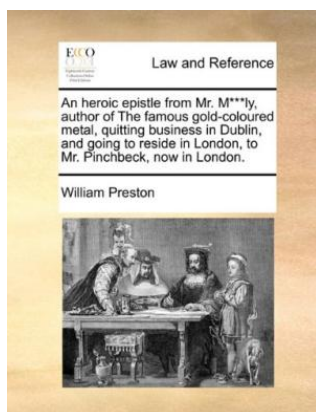 ECCO
Law and Reference
An heroic epistle from Mr. M***ly,
author of The famous gold-coloured
metal, quitting business in Dublin,
and going to reside in London, to
Mr. Pinchbeck, now in London.
William Preston